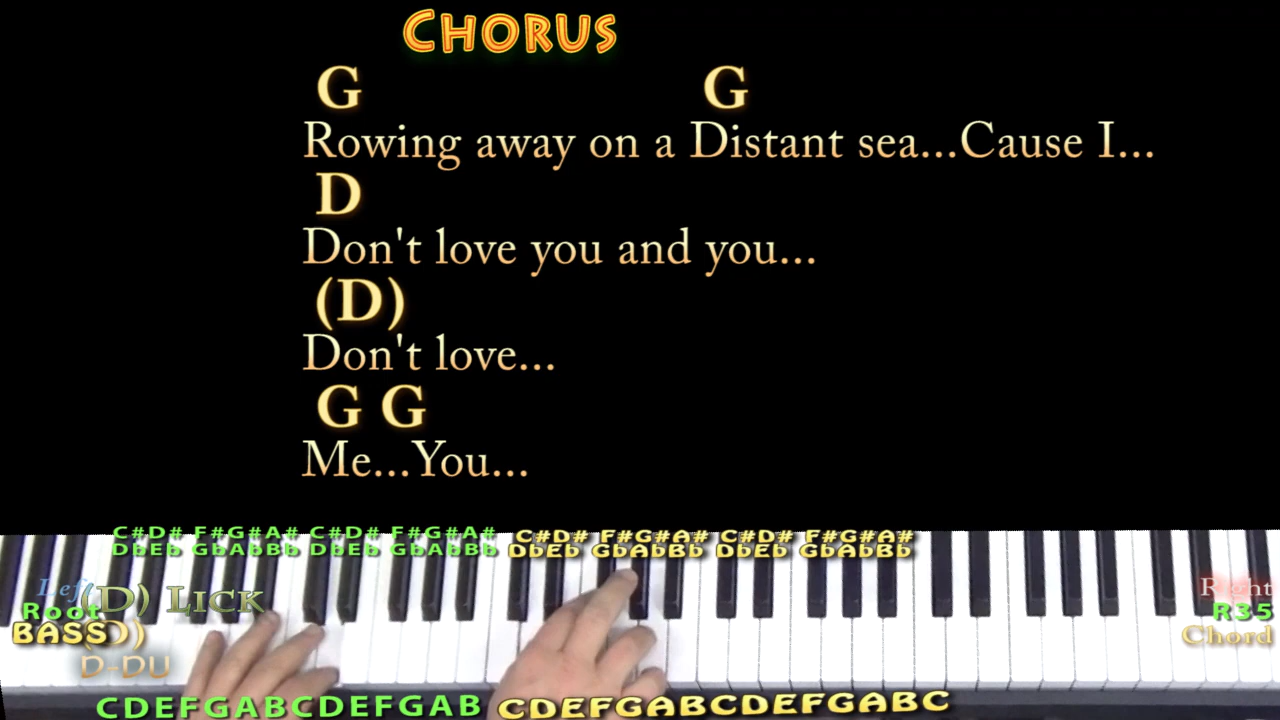 CHORUS
G G
Rowing away on a Distant sea...Cause I...
D
Don't love you and you...
(D)
Don't love...
G G
Me...You...
C#D# F#G#A# C#D# F#G#A# C#D# F#G#A# C#D# F#G#A#
DbEb GbAbBb DbEb GbAbBb DbEb GbAbBb DbEb GbAbBb
Left (D) LICK Right
Root R35
BASS D)) Chord
D-DU
CDEFGABCDEFGAB CDEFGABCDEFGABC